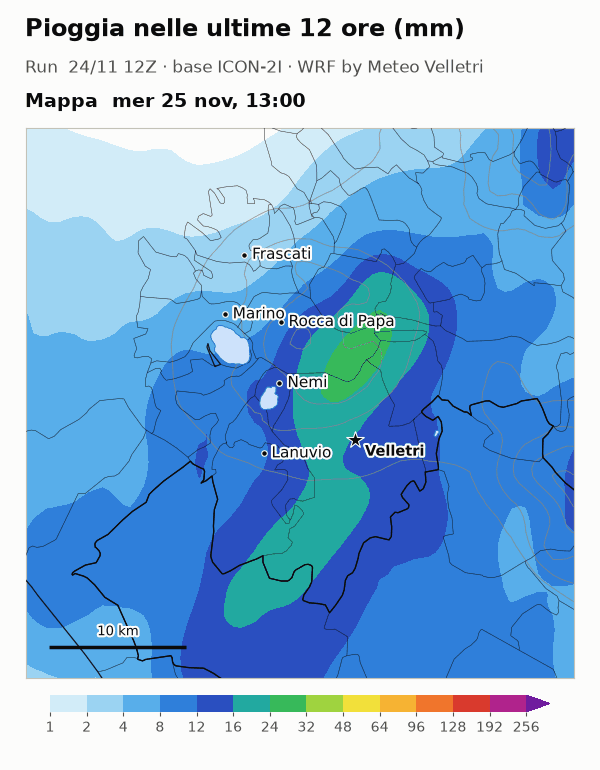 Pioggia nelle ultime 12 ore (mm)
Run 24/11 12Z · base ICON-2I · WRF by Meteo Velletri
Mappa mer 25 nov, 13:00
Frascati
Marino
Rocca di Papa
Nemi
Velletri
Lanuvio
10 km
1 2 4 8 12 16 24 32 48 64 96 128 192 256